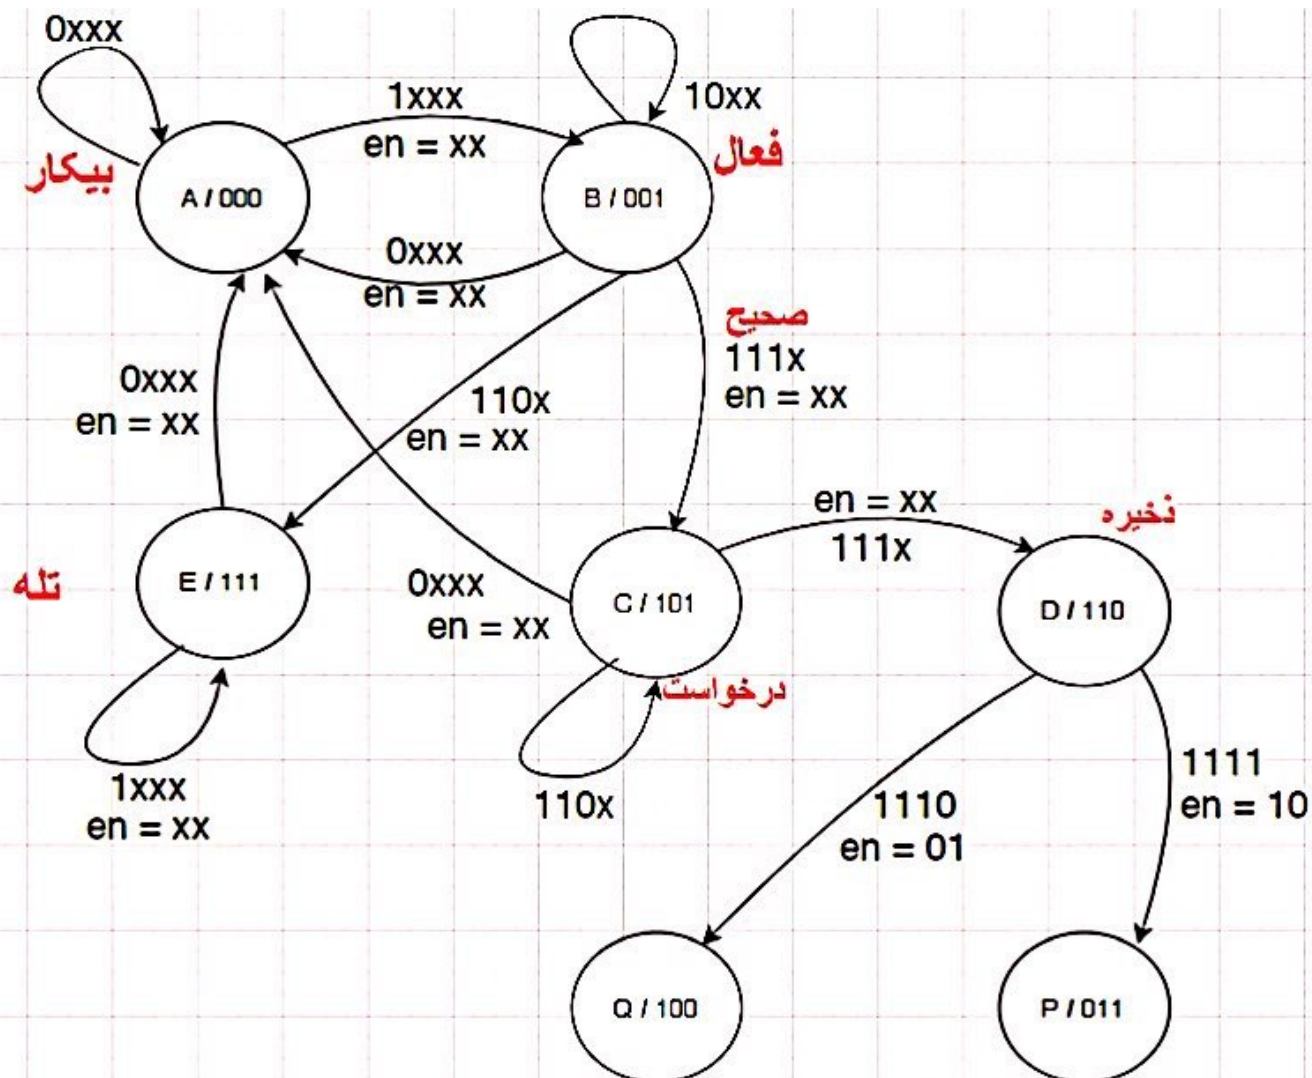 0xxx
1xxx
en = xx
10xx
بیکار
A / 000
B / 001
فعال
0xxx
en = xx
صحیح
111x
en = xx
0xxx
en = xx
110x
en = xx
en = xx
111x
ذخیره
تله
E / 111
0xxx
en = xx
C / 101
D / 110
درخواست
1xxx
en = xx
110x
1110
en = 01
1111
en = 10
Q / 100
P / 011